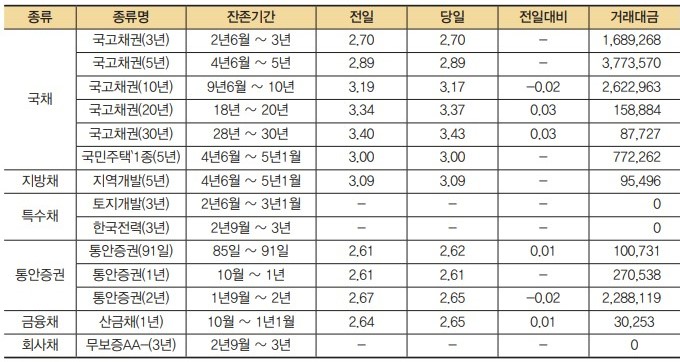 종류 종류명 잔존기간 전일 당일 전일대비 거래대금
국채 국고채권(3년) 2년6월 ～ 3년 2.70 2.70 － 1,689,268
국고채권(5년) 4년6월 ～ 5년 2.89 2.89 － 3,773,570
국고채권(10년) 9년6월 ～ 10년 3.19 3.17 －0.02 2,622,963
국고채권(20년) 18년 ～ 20년 3.34 3.37 0.03 158,884
국고채권(30년) 28년 ～ 30년 3.40 3.43 0.03 87,727
국민주택1종(5년) 4년6월 ～ 5년1월 3.00 3.00 － 772,262
지방채 지역개발(5년) 4년6월 ～ 5년1월 3.09 3.09 － 95,496
특수채 토지개발(3년) 2년6월 ～ 3년1월 － － － 0
한국전력(3년) 2년9월 ～ 3년 － － － 0
통안증권 통안증권(91일) 85일 ～ 91일 2.61 2.62 0.01 100,731
통안증권(1년) 10월 ～ 1년 2.61 2.61 － 270,538
통안증권(2년) 1년9월 ～ 2년 2.67 2.65 －0.02 2,288,119
금융채 산금채(1년) 10월 ～ 1년1월 2.64 2.65 0.01 30,253
회사채 무보증AA－(3년) 2년9월 ～ 3년 － － － 0